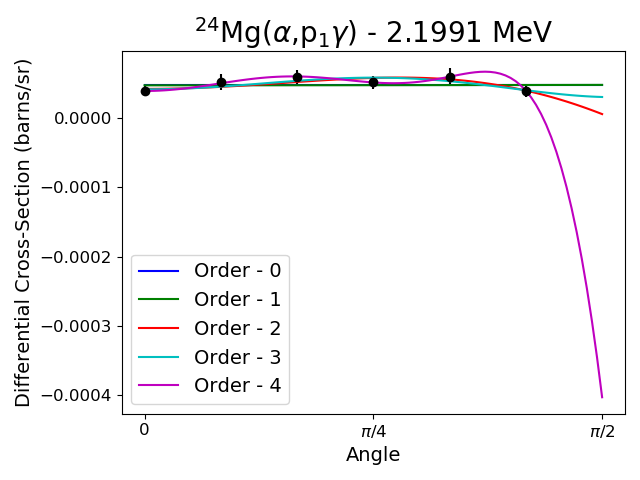 ²⁴Mg(α,p₁γ) - 2.1991 MeV
Differential Cross-Section (barns/sr)
0.0000
−0.0001
−0.0002
−0.0003
−0.0004
Order - 0
Order - 1
Order - 2
Order - 3
Order - 4
0
π/4
π/2
Angle